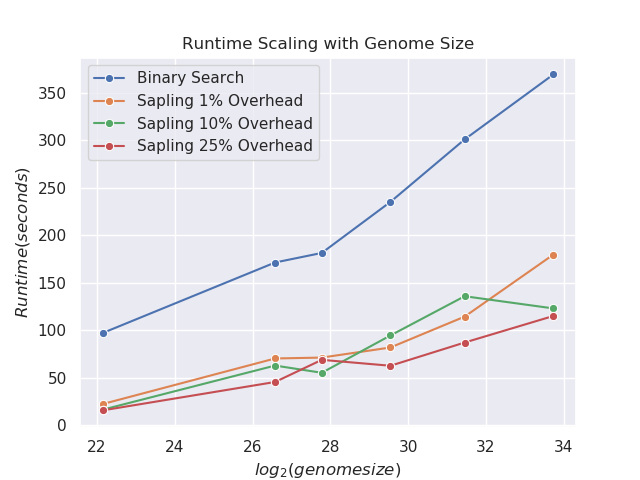 Runtime Scaling with Genome Size
Binary Search
Sapling 1% Overhead
Sapling 10% Overhead
Sapling 25% Overhead
350
300
250
200
150
100
50
0
Runtime(seconds)
22 24 26 28 30 32 34
log₂(genomesize)